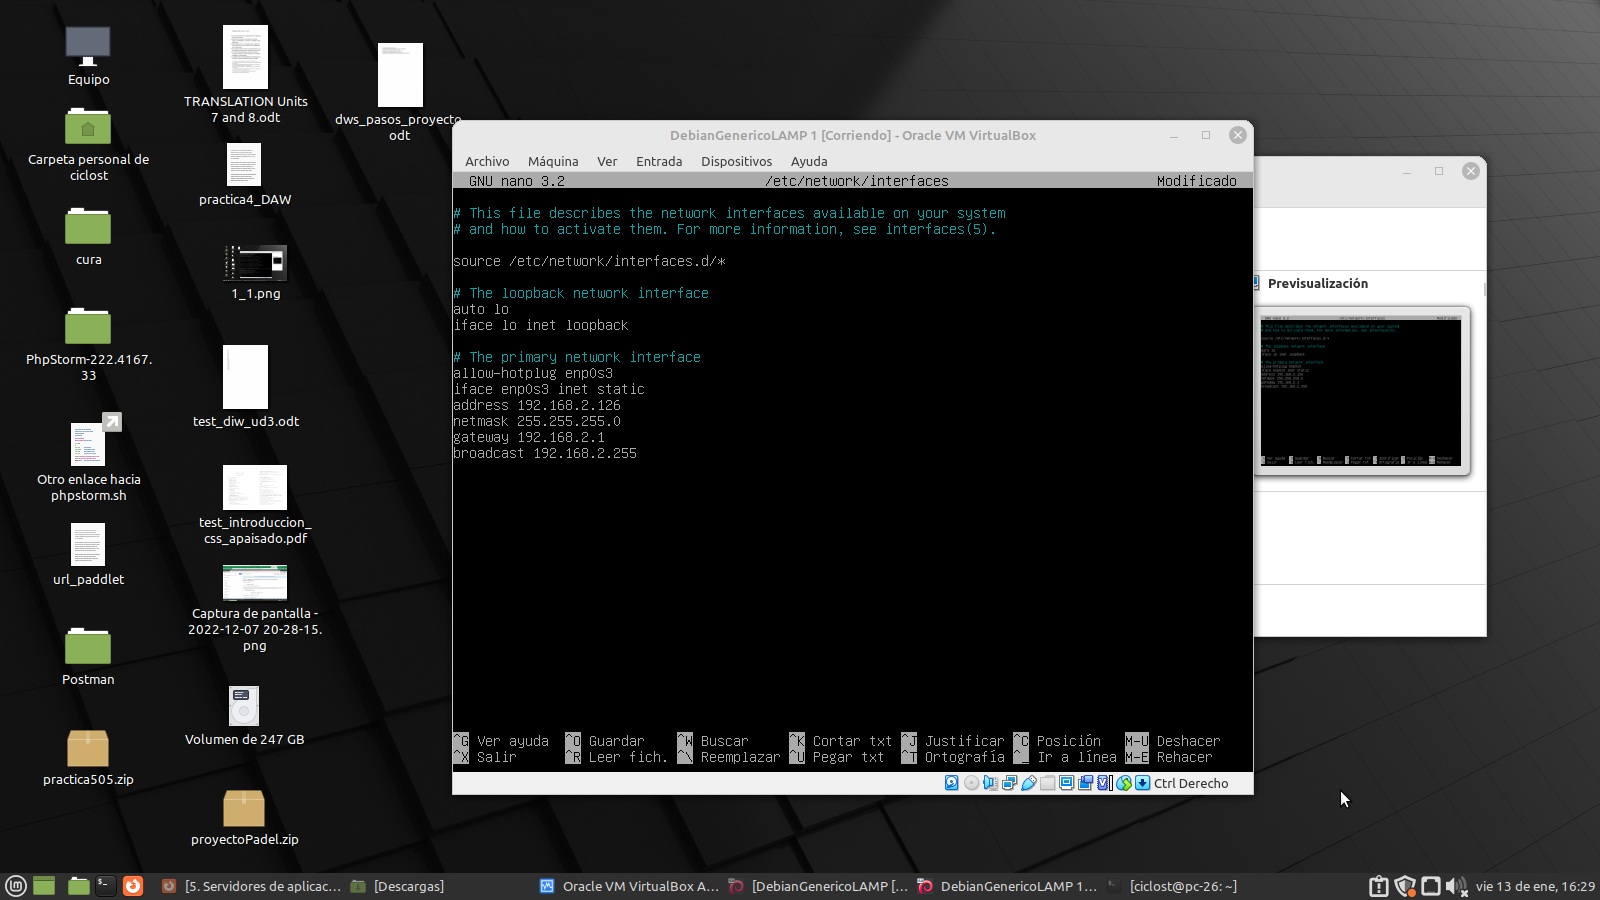 Equipo
Carpeta personal de
ciclost
cura
PhpStorm-222.4167.
33
Otro enlace hacia
phpstorm.sh
url_paddlet
Postman
practica505.zip
TRANSLATION Units
7 and 8.odt
practica4_DAW
1_1.png
test_diw_ud3.odt
test_introduccion_
css_apaisado.pdf
Captura de pantalla -
2022-12-07 20-28-15.
png
Volumen de 247 GB
proyectoPadel.zip
dws_pasos_proyecto.
odt
DebianGenericoLAMP 1 [Corriendo] - Oracle VM VirtualBox
Archivo Máquina Ver Entrada Dispositivos Ayuda
GNU nano 3.2 /etc/network/interfaces Modificado
# This file describes the network interfaces available on your system
# and how to activate them. For more information, see interfaces(5).
source /etc/network/interfaces.d/*
# The loopback network interface
auto lo
iface lo inet loopback
# The primary network interface
allow-hotplug enp0s3
iface enp0s3 inet static
address 192.168.2.126
netmask 255.255.255.0
gateway 192.168.2.1
broadcast 192.168.2.255
^G Ver ayuda ^O Guardar ^W Buscar ^K Cortar txt ^J Justificar ^C Posición M-U Deshacer
^X Salir ^R Leer fich. ^\ Reemplazar ^U Pegar txt ^T Ortografía ^_ Ir a línea M-E Rehacer
Ctrl Derecho
Previsualización
[5. Servidores de aplicac... [Descargas] Oracle VM VirtualBox A... [DebianGenericoLAMP [... DebianGenericoLAMP 1... [ciclost@pc-26: ~] vie 13 de ene, 16:29